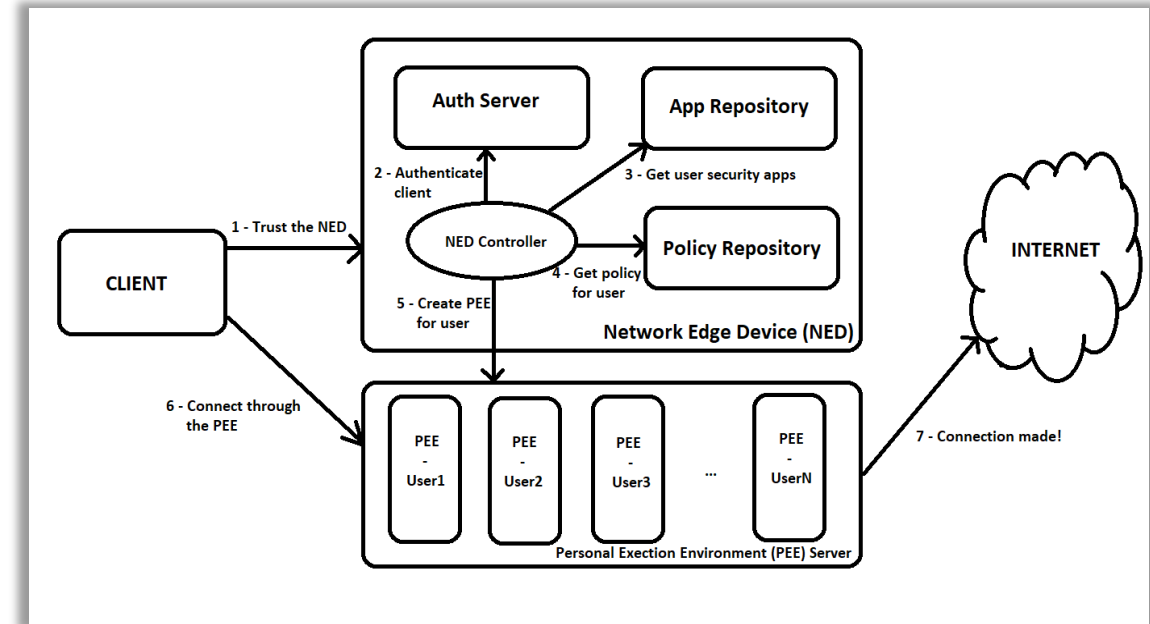 Auth Server
App Repository
2 - Authenticate
client
3 - Get user security apps
1 - Trust the NED
NED Controller
Policy Repository
INTERNET
CLIENT
4 - Get policy
for user
5 - Create PEE
for user
Network Edge Device (NED)
6 - Connect through
the PEE
7 - Connection made!
PEE
-
User1
PEE
-
User2
PEE
-
User3
...
PEE
-
UserN
Personal Exection Environment (PEE) Server